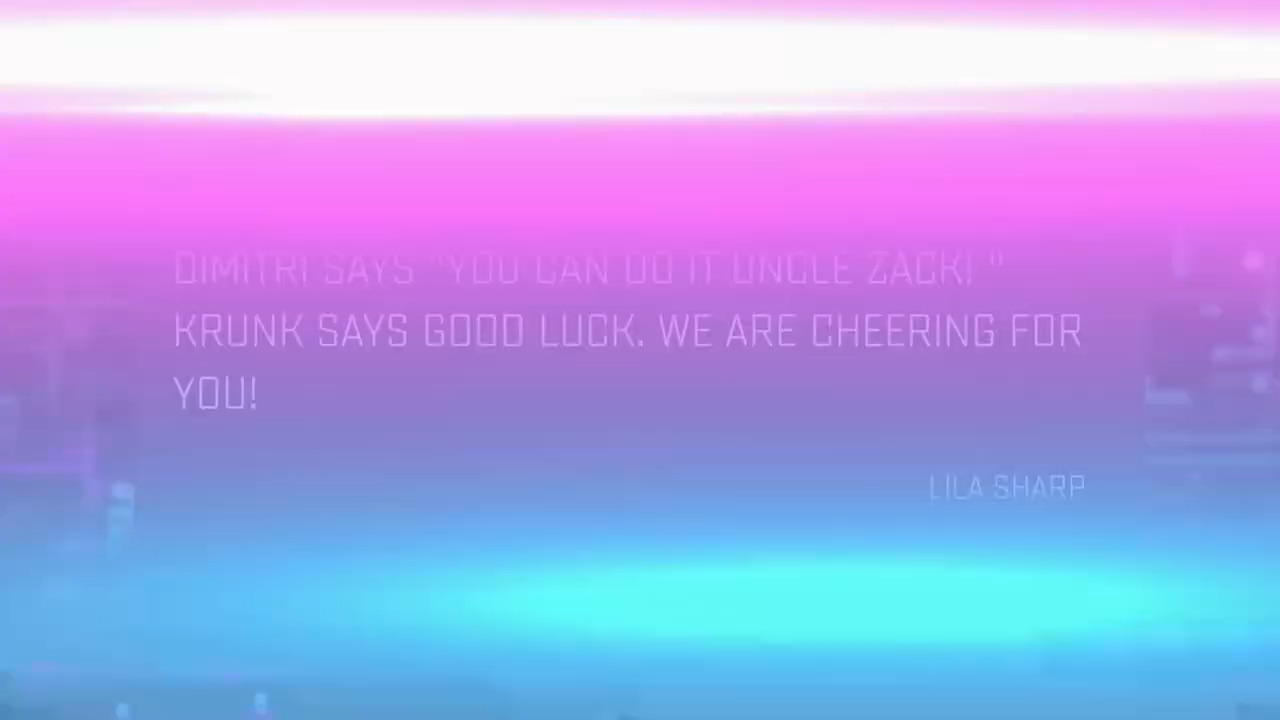 DIMITRI SAYS "YOU CAN DO IT UNCLE ZACK! "
KRUNK SAYS GOOD LUCK. WE ARE CHEERING FOR
YOU!
LILA SHARP